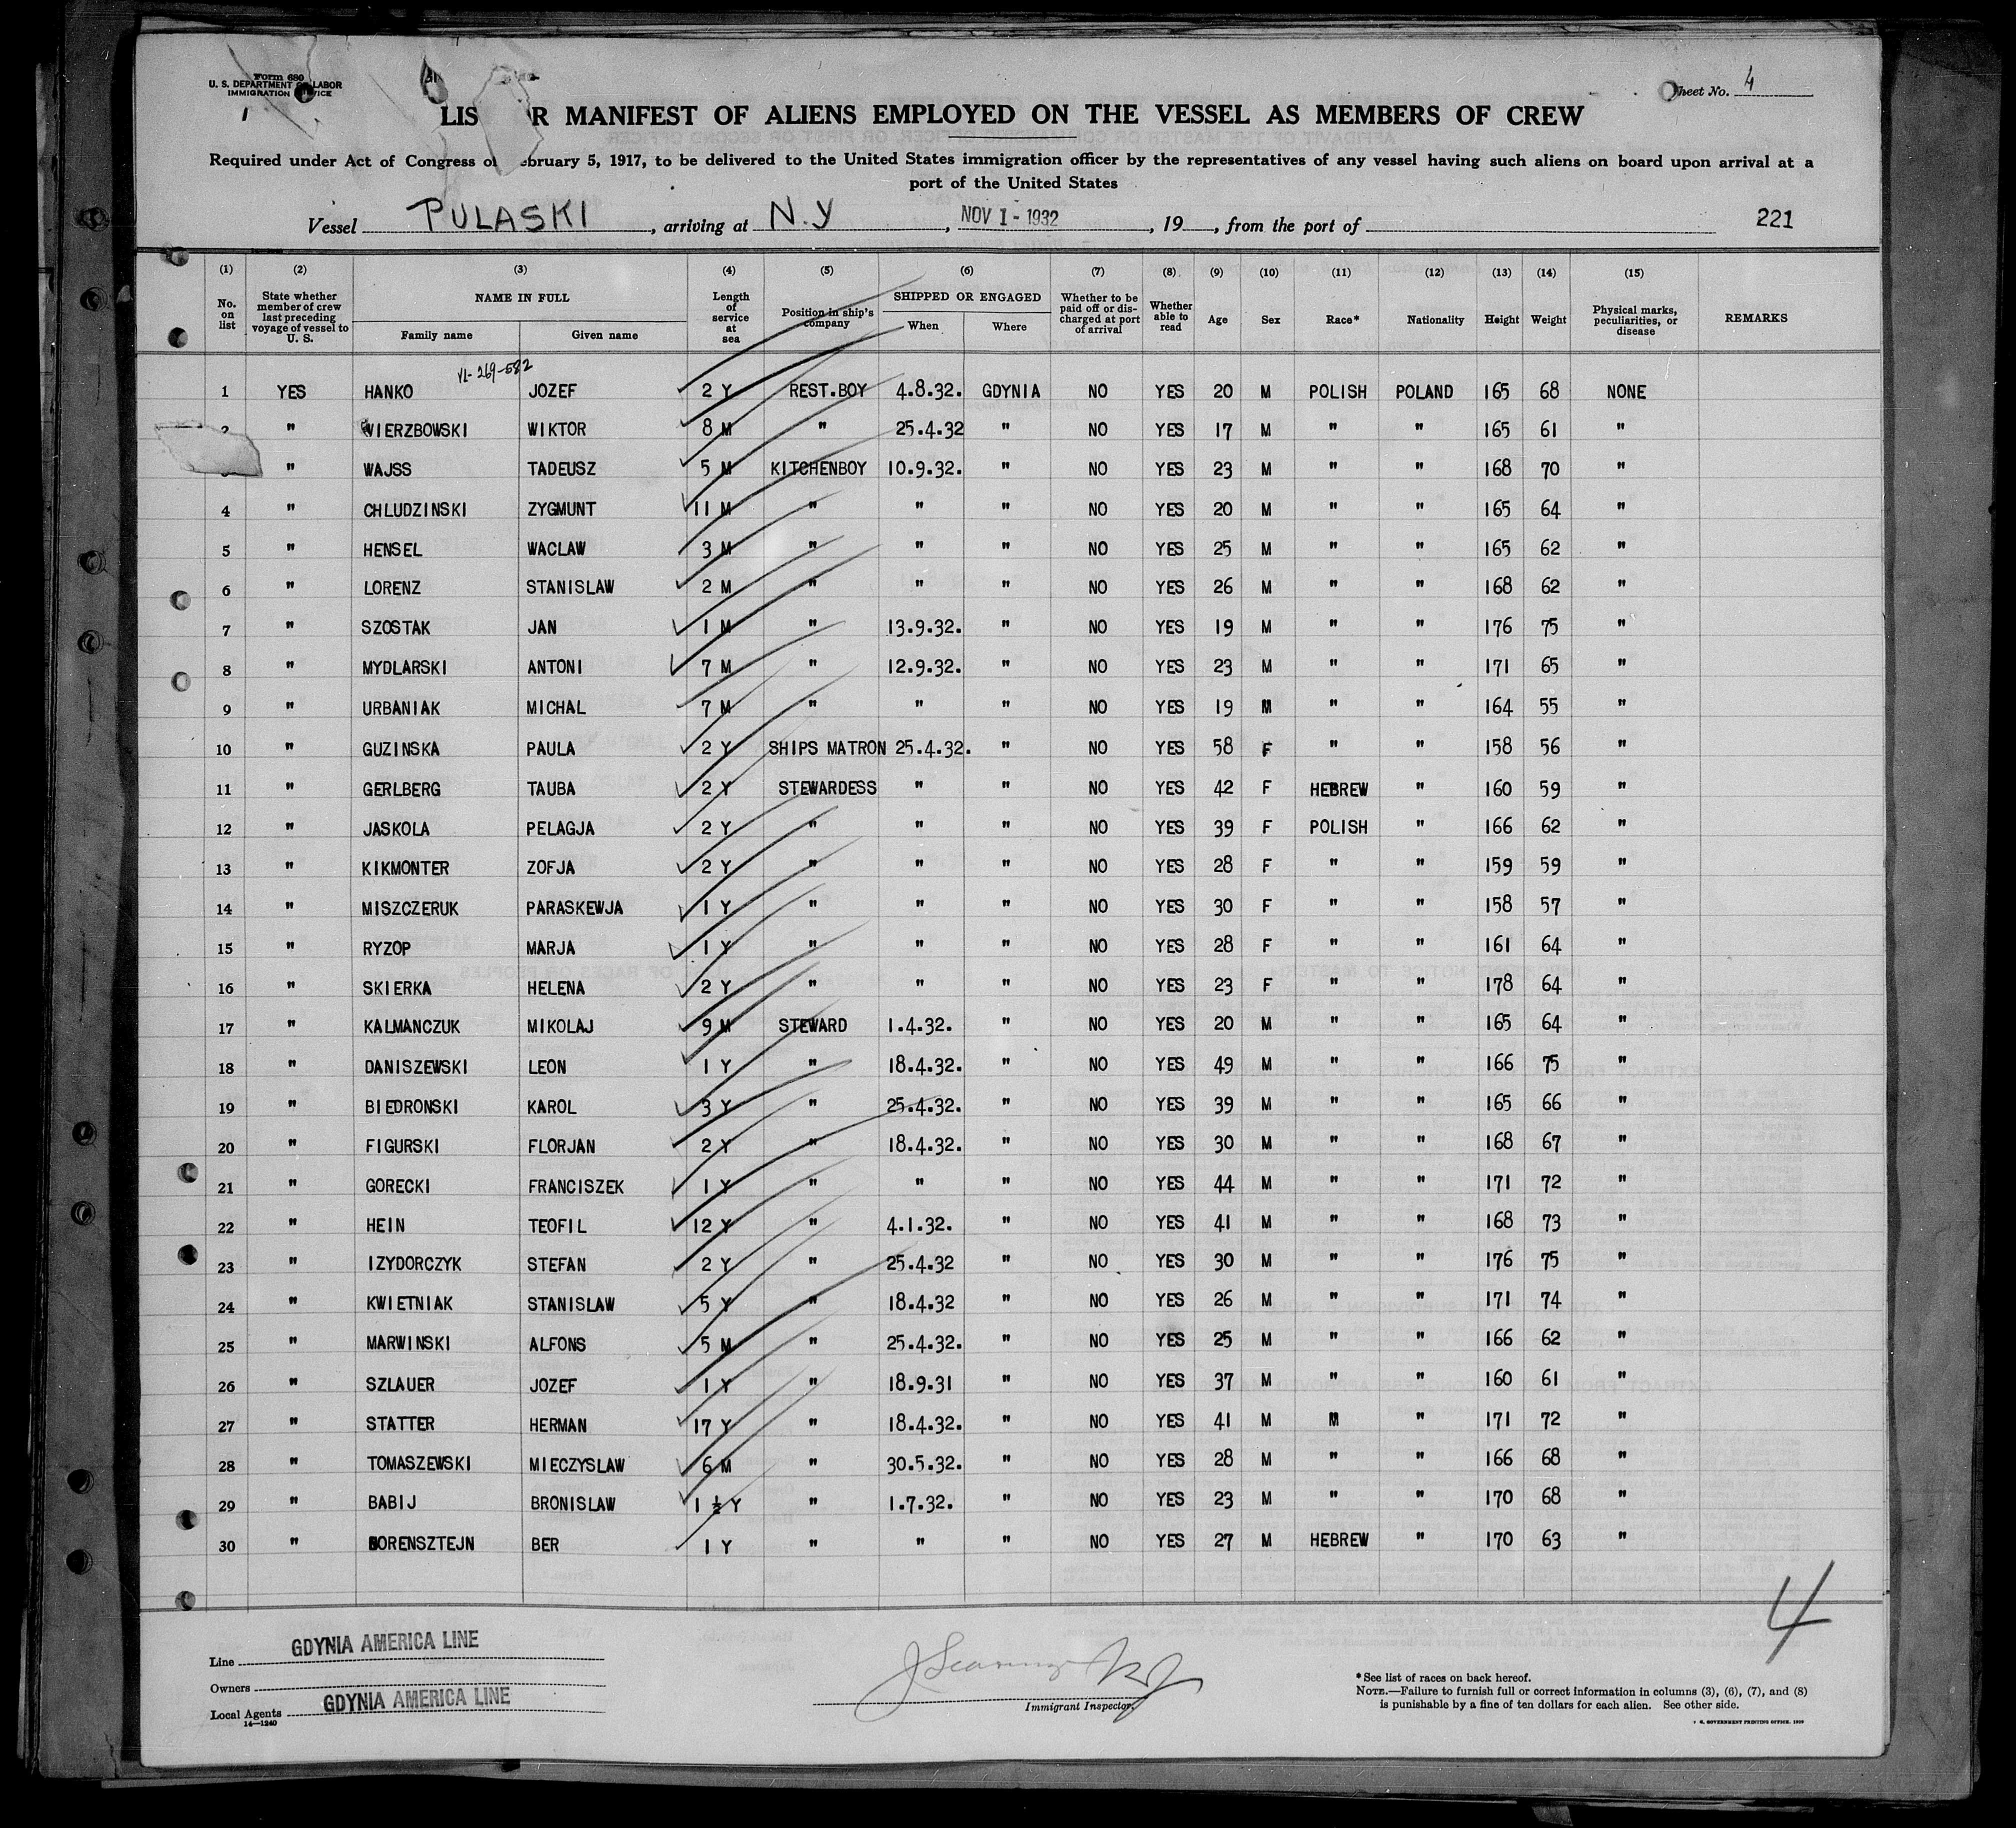 Form 680
U. S. DEPARTMENT OF LABOR
IMMIGRATION SERVICE
Sheet No. 4
LIST OR MANIFEST OF ALIENS EMPLOYED ON THE VESSEL AS MEMBERS OF CREW
Required under Act of Congress of February 5, 1917, to be delivered to the United States immigration officer by the representatives of any vessel having such aliens on board upon arrival at a
port of the United States
Vessel PULASKI, arriving at N.Y, NOV 1 - 1932, 19 , from the port of 221
(1) (2) (3) (4) (5) (6) (7) (8) (9) (10) (11) (12) (13) (14) (15)
No. on list State whether member of crew last preceding voyage of vessel to U. S. NAME IN FULL Family name Given name Length of service at sea Position in ship's company SHIPPED OR ENGAGED When Where Whether to be paid off or discharged at port of arrival Whether able to read Age Sex Race* Nationality Height Weight Physical marks, peculiarities, or disease REMARKS
1 YES HANKO JOZEF 2 Y REST.BOY 4.8.32. GDYNIA NO YES 20 M POLISH POLAND 165 68 NONE
2 " WIERZBOWSKI WIKTOR 8 M " 25.4.32 " NO YES 17 M " " 165 61 "
3 " WAJSS TADEUSZ 5 M KITCHENBOY 10.9.32. " NO YES 23 M " " 168 70 "
4 " CHLUDZINSKI ZYGMUNT 11 M " " " NO YES 20 M " " 165 64 "
5 " HENSEL WACLAW 3 M " " " NO YES 25 M " " 165 62 "
6 " LORENZ STANISLAW 2 M " " " NO YES 26 M " " 168 62 "
7 " SZOSTAK JAN 1 M " 13.9.32. " NO YES 19 M " " 176 75 "
8 " MYDLARSKI ANTONI 7 M " 12.9.32. " NO YES 23 M " " 171 65 "
9 " URBANIAK MICHAL 7 M " " " NO YES 19 M " " 164 55 "
10 " GUZINSKA PAULA 2 Y SHIPS MATRON 25.4.32. " NO YES 58 F " " 158 56 "
11 " GERLBERG TAUBA 2 Y STEWARDESS " " NO YES 42 F HEBREW " 160 59 "
12 " JASKOLA PELAGJA 2 Y " " " NO YES 39 F POLISH " 166 62 "
13 " KIKMONTER ZOFJA 2 Y " " " NO YES 28 F " " 159 59 "
14 " MISZCZERUK PARASKEWJA 1 Y " " " NO YES 30 F " " 158 57 "
15 " RYZOP MARJA 1 Y " " " NO YES 28 F " " 161 64 "
16 " SKIERKA HELENA 2 Y " " " NO YES 23 F " " 178 64 "
17 " KALMANCZUK MIKOLAJ 9 M STEWARD 1.4.32. " NO YES 20 M " " 165 64 "
18 " DANISZEWSKI LEON 1 Y " 18.4.32. " NO YES 49 M " " 166 75 "
19 " BIEDRONSKI KAROL 3 Y " 25.4.32. " NO YES 39 M " " 165 66 "
20 " FIGURSKI FLORJAN 2 Y " 18.4.32. " NO YES 30 M " " 168 67 "
21 " GORECKI FRANCISZEK 1 Y " " " NO YES 44 M " " 171 72 "
22 " HEIN TEOFIL 12 Y " 4.1.32. " NO YES 41 M " " 168 73 "
23 " IZYDORCZYK STEFAN 2 Y " 25.4.32 " NO YES 30 M " " 176 75 "
24 " KWIETNIAK STANISLAW 5 Y " 18.4.32 " NO YES 26 M " " 171 74 "
25 " MARWINSKI ALFONS 5 M " 25.4.32. " NO YES 25 M " " 166 62 "
26 " SZLAUER JOZEF 1 Y " 18.9.31 " NO YES 37 M " " 160 61 "
27 " STATTER HERMAN 17 Y " 18.4.32. " NO YES 41 M M " 171 72 "
28 " TOMASZEWSKI MIECZYSLAW 6 M " 30.5.32. " NO YES 28 M " " 166 68 "
29 " BABIJ BRONISLAW 1 ½ Y " 1.7.32. " NO YES 23 M " " 170 68 "
30 " BORENSZTEJN BER 1 Y " " " NO YES 27 M HEBREW " 170 63 "
4
Line GDYNIA AMERICA LINE
Owners
Local Agents GDYNIA AMERICA LINE
14—1240
Immigrant Inspector.
*See list of races on back hereof.
NOTE.—Failure to furnish full or correct information in columns (3), (6), (7), and (8)
is punishable by a fine of ten dollars for each alien. See other side.